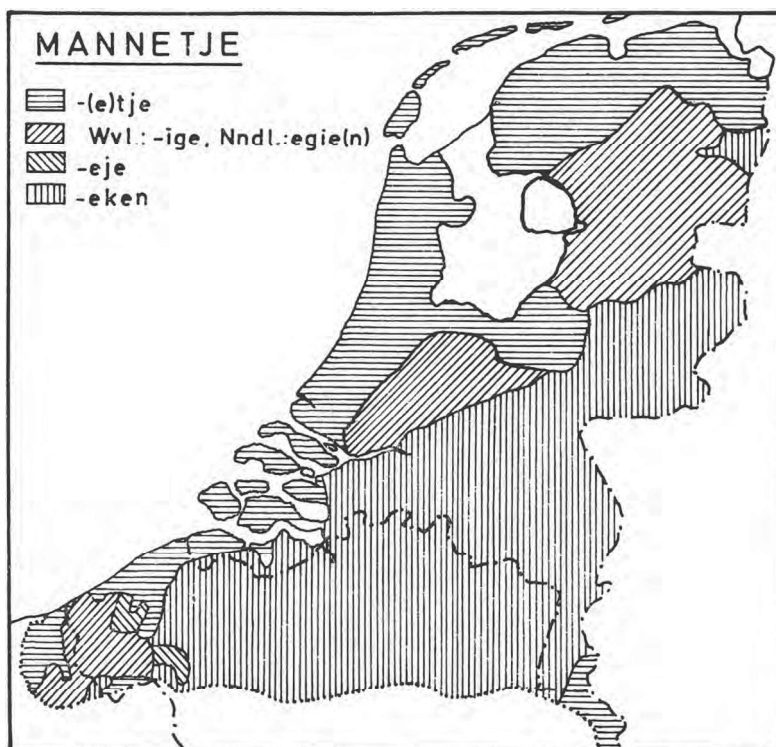 MANNETJE
-(e)tje
Wvl.: -ige, Nndl.:egie(n)
-eje
-eken